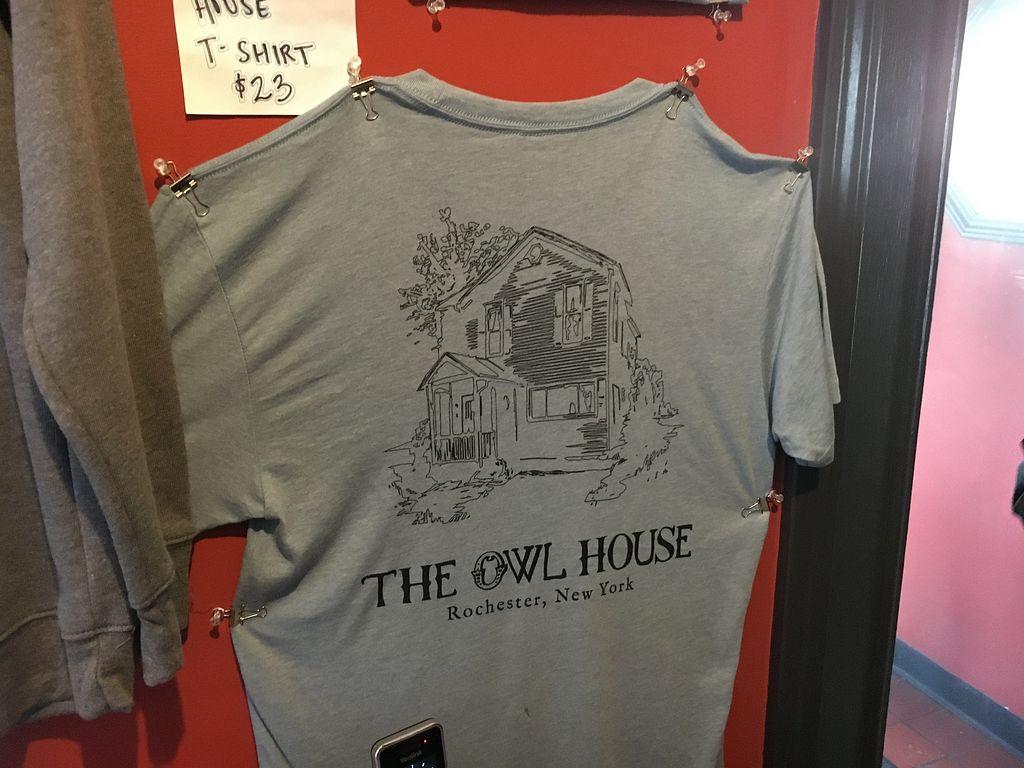 HOUSE
T-SHIRT
$23
THE OWL HOUSE
Rochester, New York